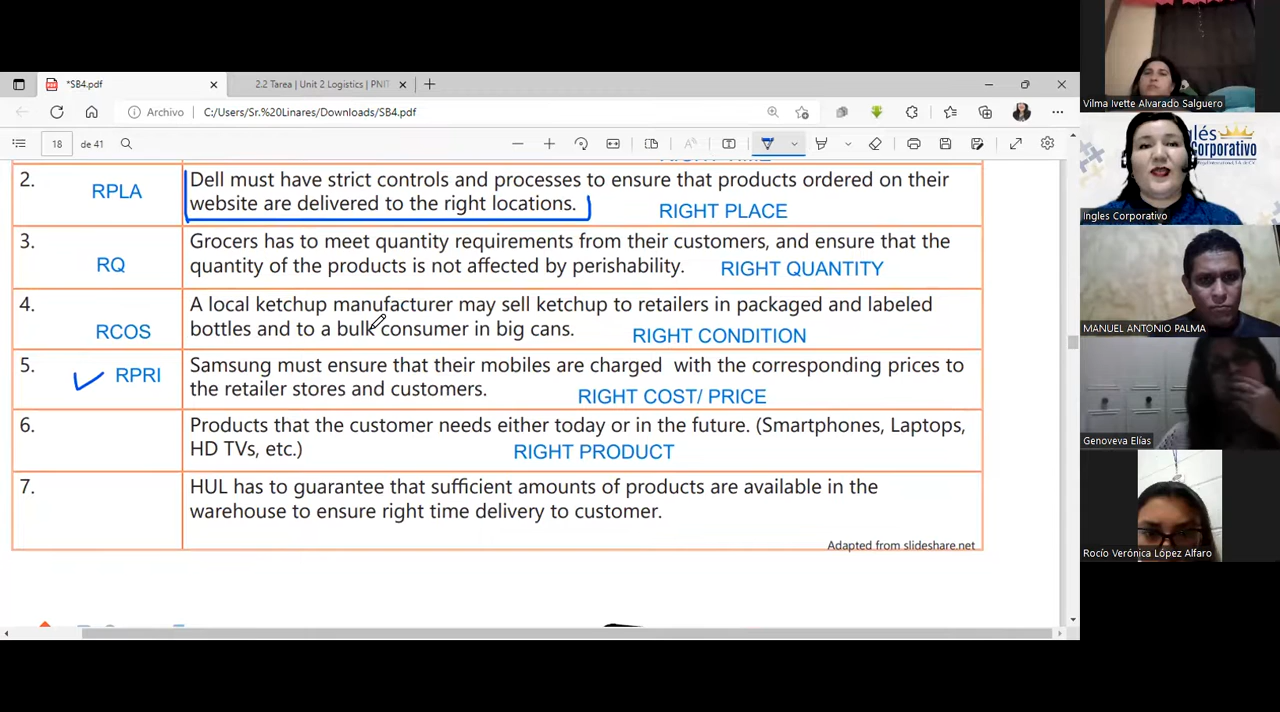 *SB4.pdf
2.2 Tarea | Unit 2 Logistics | PNIT
Archivo
C:/Users/Sr.%20Linares/Downloads/SB4.pdf
18
de 41
RIGHT TIME
2.
RPLA
Dell must have strict controls and processes to ensure that products ordered on their
website are delivered to the right locations.
RIGHT PLACE
3.
RQ
Grocers has to meet quantity requirements from their customers, and ensure that the
quantity of the products is not affected by perishability.
RIGHT QUANTITY
4.
RCOS
A local ketchup manufacturer may sell ketchup to retailers in packaged and labeled
bottles and to a bulk consumer in big cans.
RIGHT CONDITION
5.
RPRI
Samsung must ensure that their mobiles are charged with the corresponding prices to
the retailer stores and customers.
RIGHT COST/ PRICE
6.
Products that the customer needs either today or in the future. (Smartphones, Laptops,
HD TVs, etc.)
RIGHT PRODUCT
7.
HUL has to guarantee that sufficient amounts of products are available in the
warehouse to ensure right time delivery to customer.
Adapted from slideshare.net
Vilma Ivette Alvarado Salguero
Ingles Corporativo
MANUEL ANTONIO PALMA
Genoveva Elías
Rocío Verónica López Alfaro